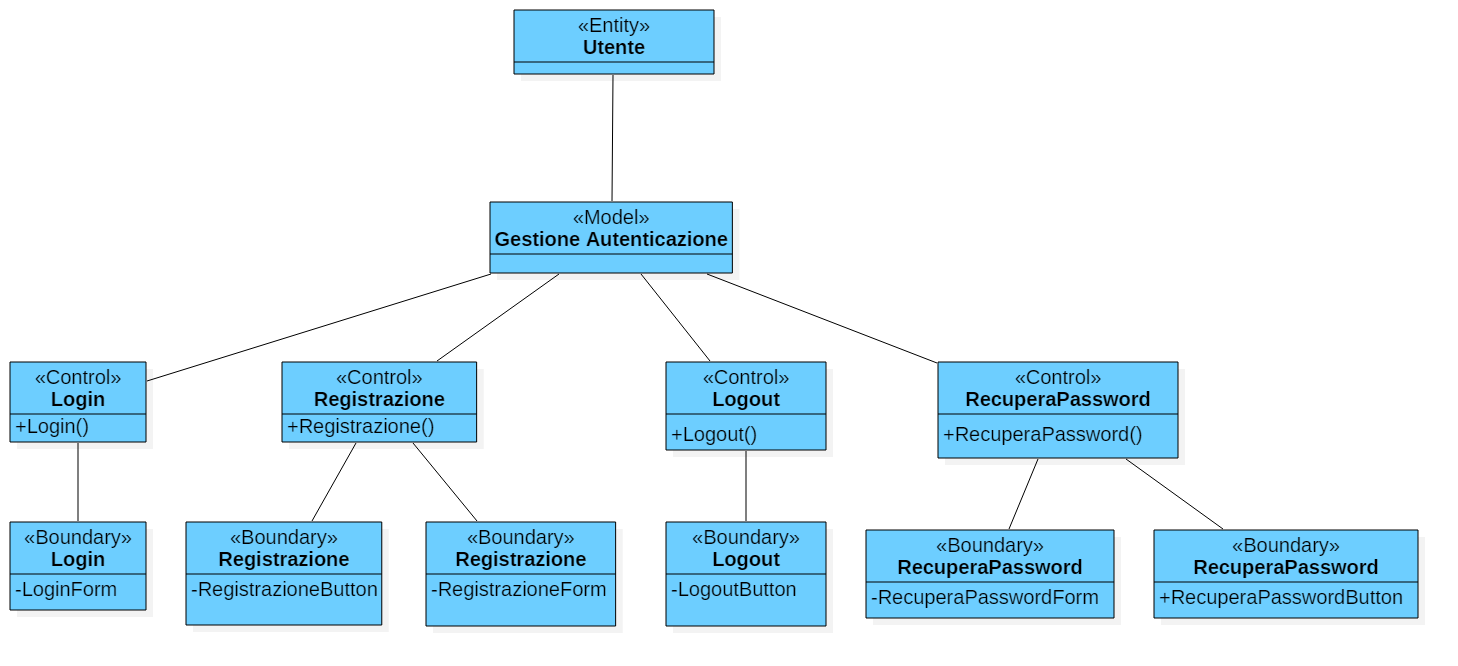 «Entity»
Utente
«Model»
Gestione Autenticazione
«Control»
Login
+Login()
«Control»
Registrazione
+Registrazione()
«Control»
Logout
+Logout()
«Control»
RecuperaPassword
+RecuperaPassword()
«Boundary»
Login
-LoginForm
«Boundary»
Registrazione
-RegistrazioneButton
«Boundary»
Registrazione
-RegistrazioneForm
«Boundary»
Logout
-LogoutButton
«Boundary»
RecuperaPassword
-RecuperaPasswordForm
«Boundary»
RecuperaPassword
+RecuperaPasswordButton